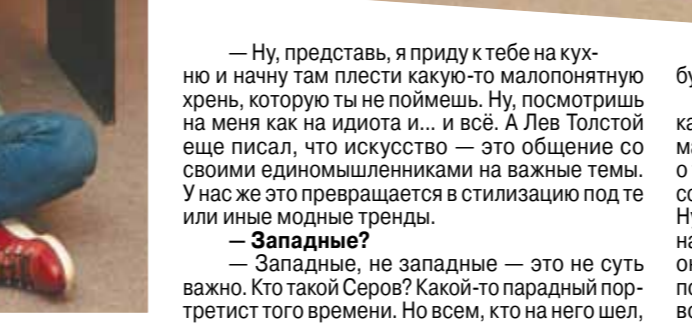 — Ну, представь, я приду к тебе на кух-
ню и начну там плести какую-то малопонятную
хрень, которую ты не поймешь. Ну, посмотришь
на меня как на идиота и... и всё. А Лев Толстой
еще писал, что искусство — это общение со
своими единомышленниками на важные темы.
У нас же это превращается в стилизацию под те
или иные модные тренды.
— Западные?
— Западные, не западные — это не суть
важно. Кто такой Серов? Какой-то парадный пор-
третист того времени. Но всем, кто на него шел,